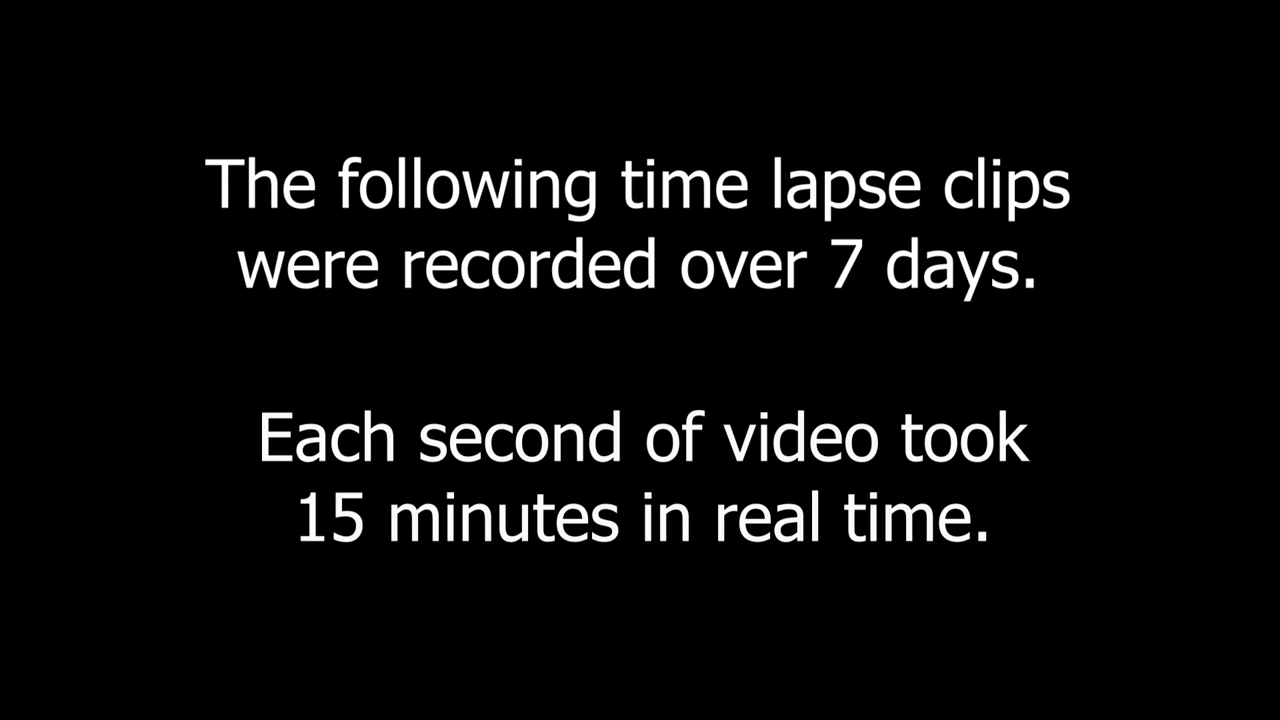 The following time lapse clips
were recorded over 7 days.
Each second of video took
15 minutes in real time.